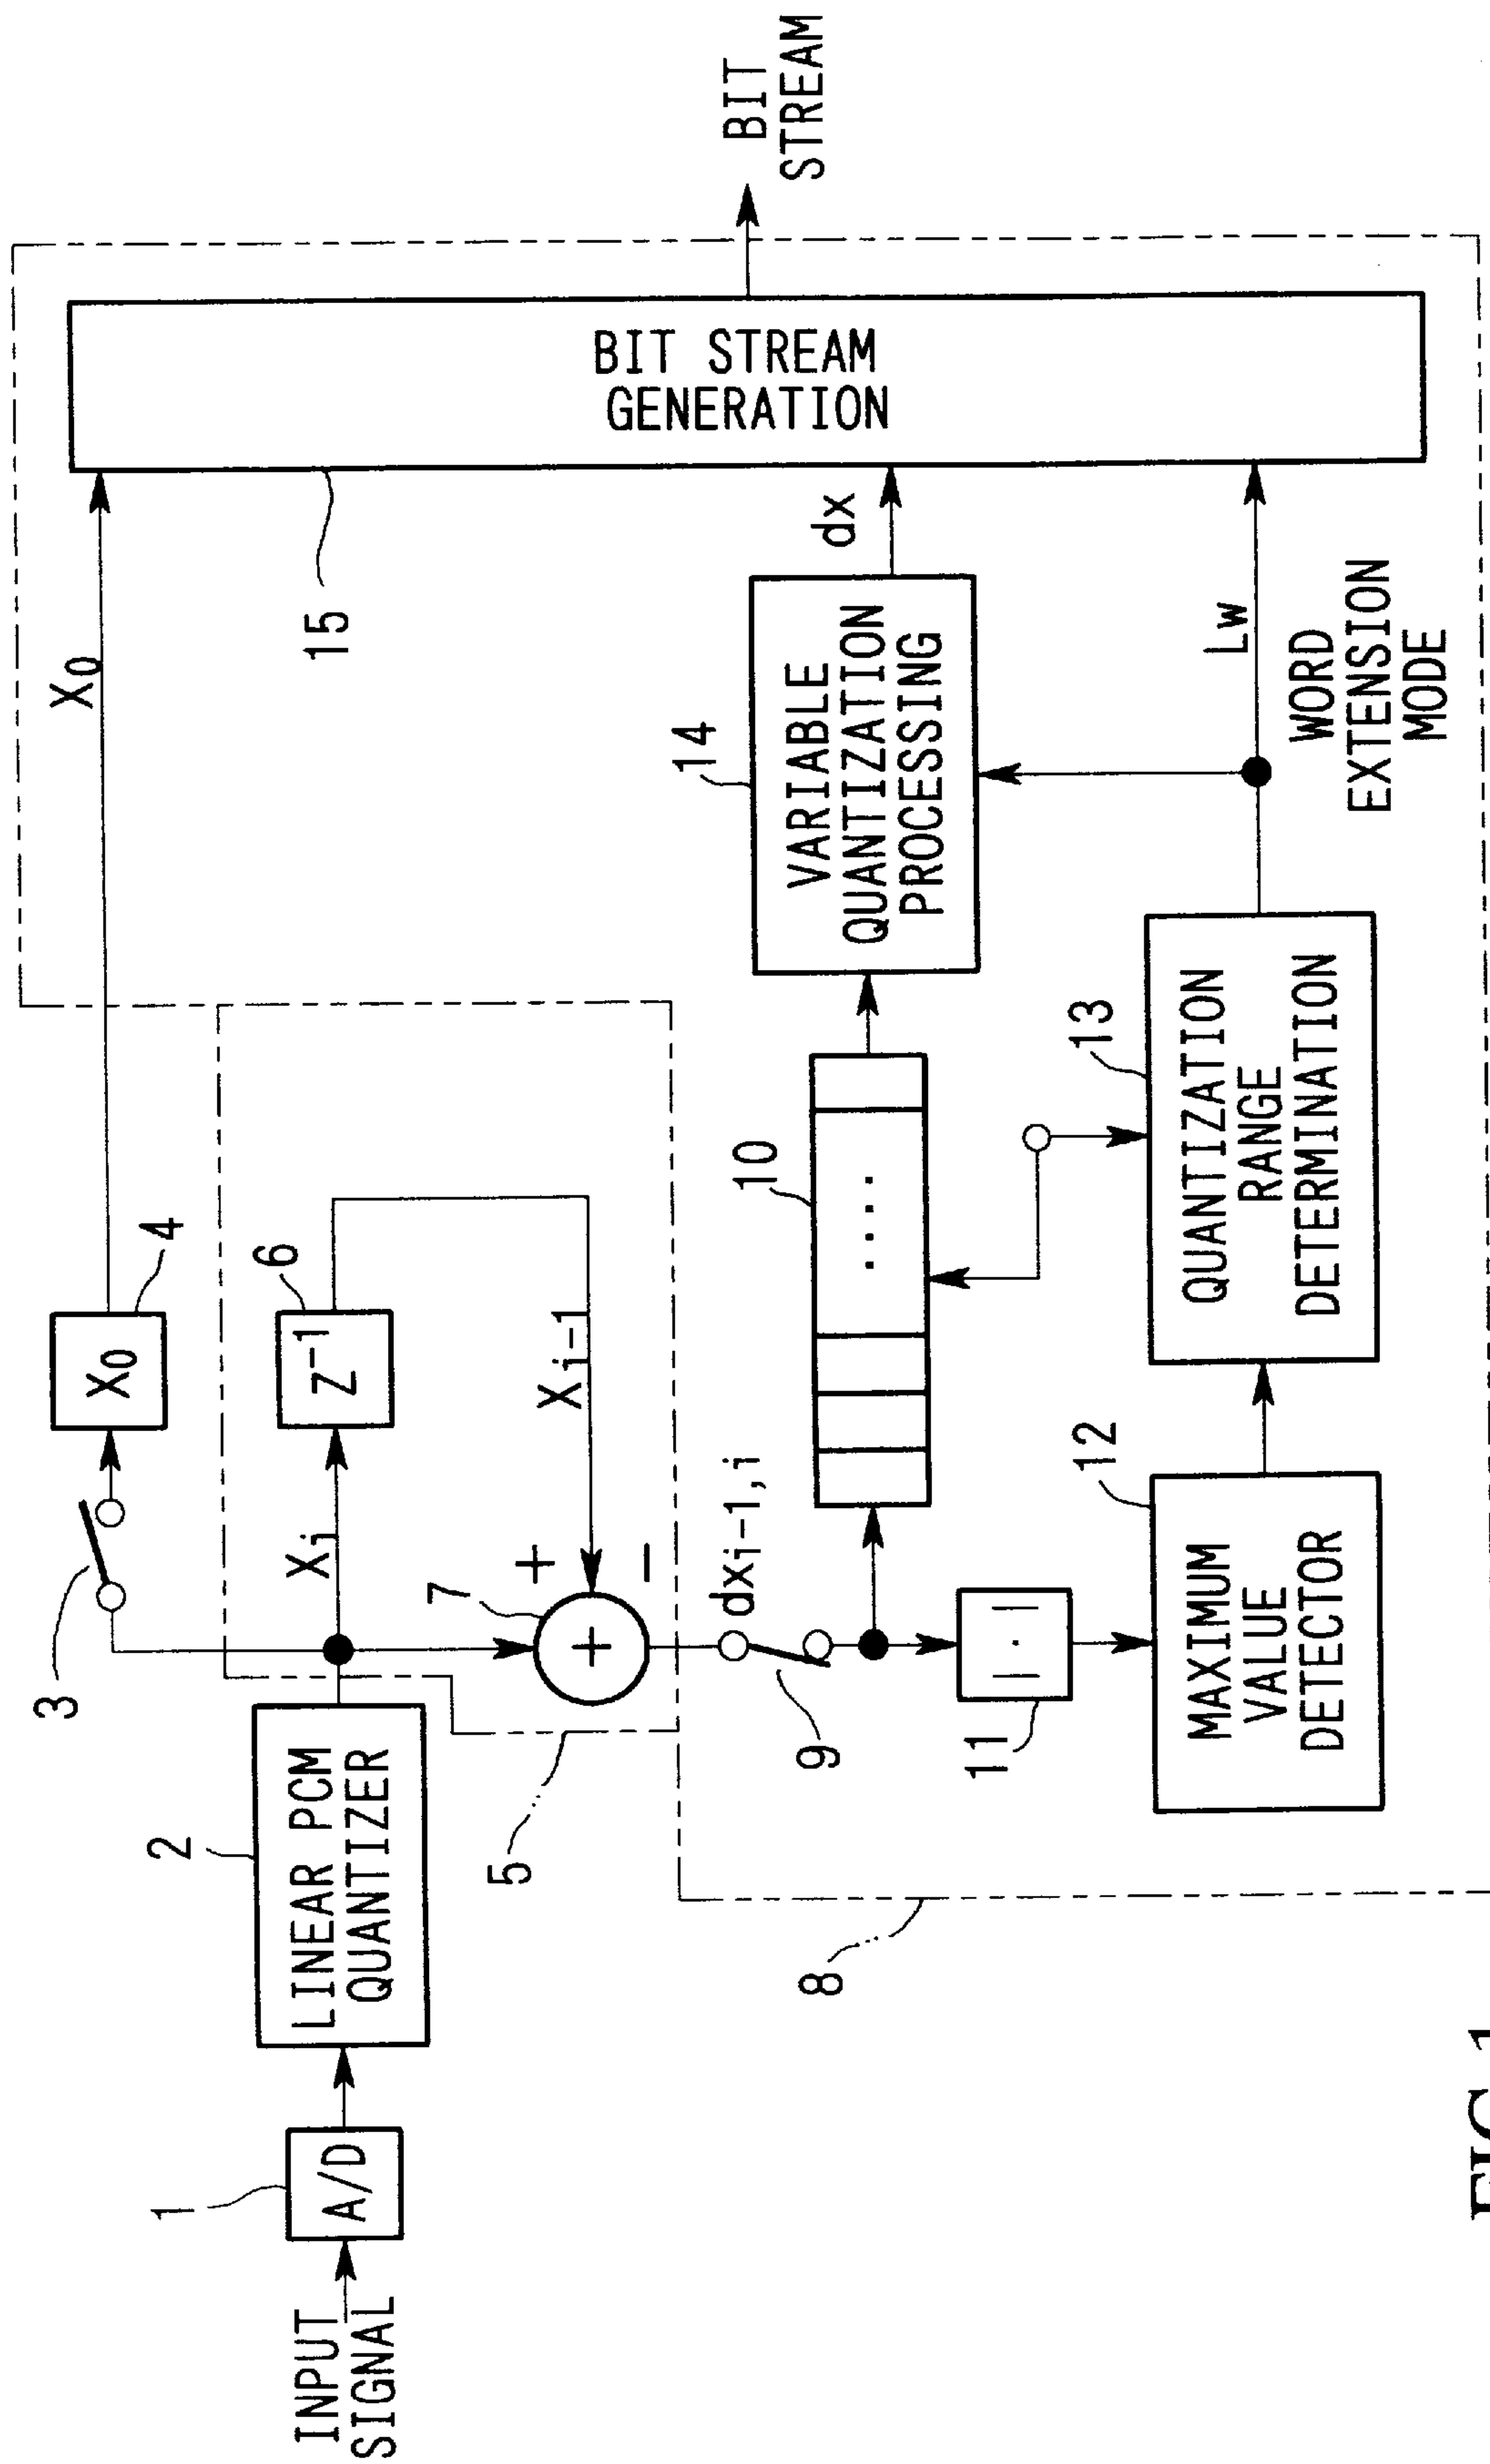 INPUT
SIGNAL
1
A/D
2
LINEAR PCM
QUANTIZER
3
4
X0
X0
5
6
Z−1
Xi
Xi−1
7
+
+
−
8
dxi−1,i
9
10
....
11
|·|
12
MAXIMUM
VALUE
DETECTOR
13
QUANTIZATION
RANGE
DETERMINATION
14
VARIABLE
QUANTIZATION
PROCESSING
dx
Lw
WORD
EXTENSION
MODE
15
BIT STREAM
GENERATION
BIT
STREAM
FIG.1